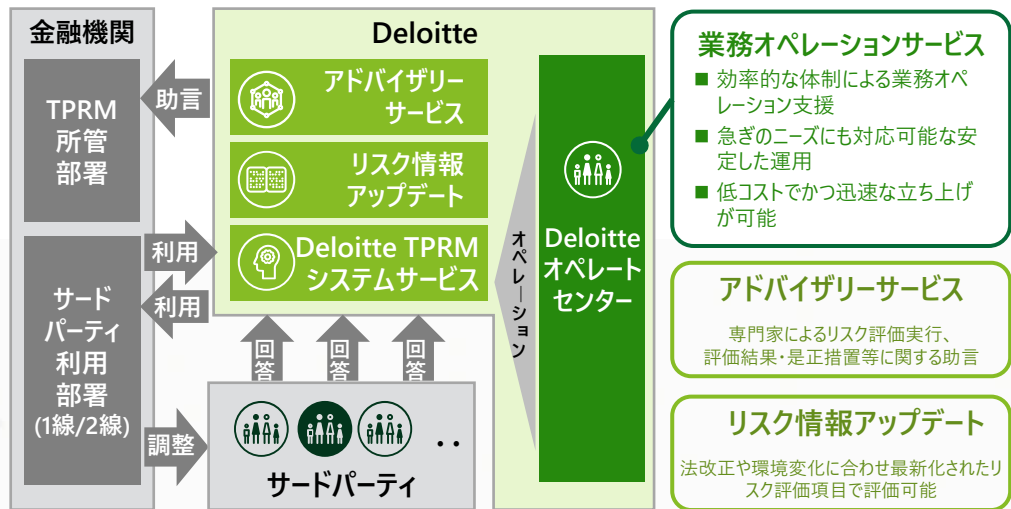 金融機関
TPRM
所管
部署
サード
パーティ
利用
部署
(1線/2線)
助言
利用
利用
調整
Deloitte
アドバイザリー
サービス
リスク情報
アップデート
Deloitte TPRM
システムサービス
オペレーション
Deloitte
オペレート
センター
回答
回答
回答
サードパーティ
‥
業務オペレーションサービス
■ 効率的な体制による業務オペ
レーション支援
■ 急ぎのニーズにも対応可能な安
定した運用
■ 低コストでかつ迅速な立ち上げ
が可能
アドバイザリーサービス
専門家によるリスク評価実行、
評価結果・是正措置等に関する助言
リスク情報アップデート
法改正や環境変化に合わせ最新化されたリ
スク評価項目で評価可能